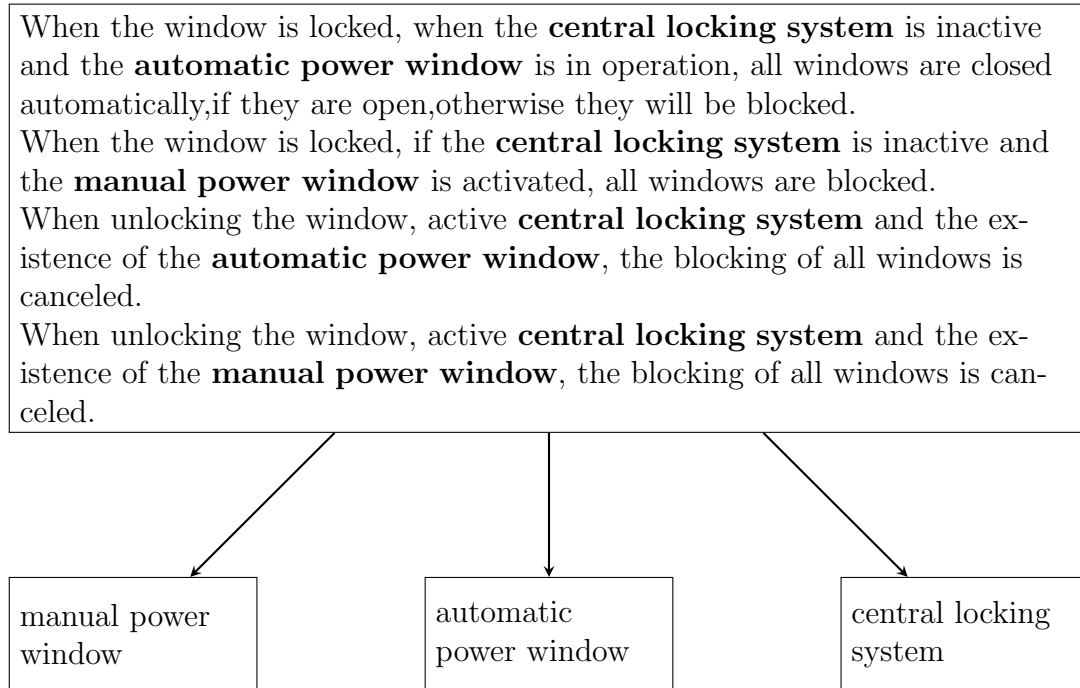 When the window is locked, when the central locking system is inactive
and the automatic power window is in operation, all windows are closed
automatically,if they are open,otherwise they will be blocked.
When the window is locked, if the central locking system is inactive and
the manual power window is activated, all windows are blocked.
When unlocking the window, active central locking system and the ex-
istence of the automatic power window, the blocking of all windows is
canceled.
When unlocking the window, active central locking system and the ex-
istence of the manual power window, the blocking of all windows is can-
celed.
manual power
window
automatic
power window
central locking
system